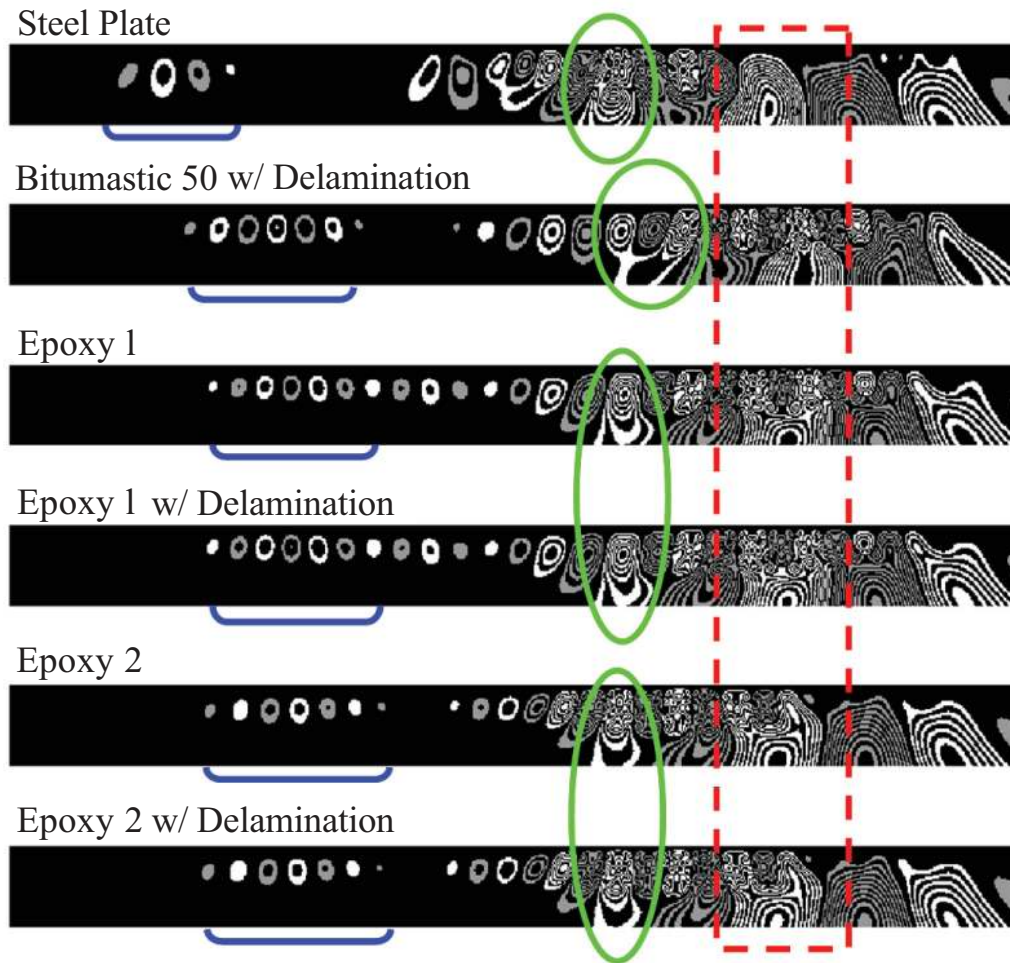 Steel Plate
Bitumastic 50 w/ Delamination
Epoxy 1
Epoxy 1 w/ Delamination
Epoxy 2
Epoxy 2 w/ Delamination